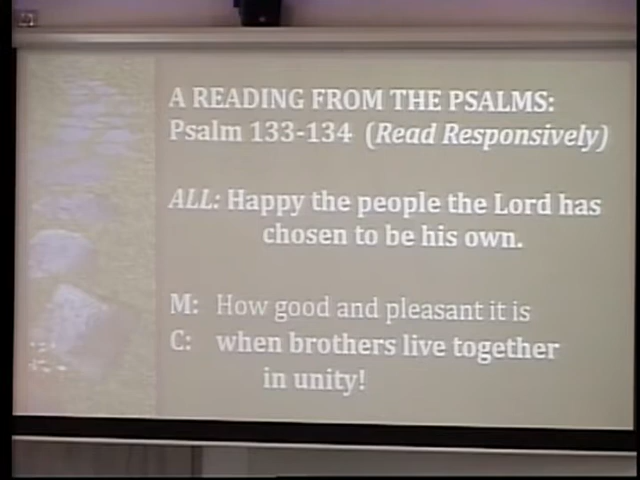 A READING FROM THE PSALMS:
Psalm 133-134 (Read Responsively)
ALL: Happy the people the Lord has
chosen to be his own.
M: How good and pleasant it is
C: when brothers live together
in unity!